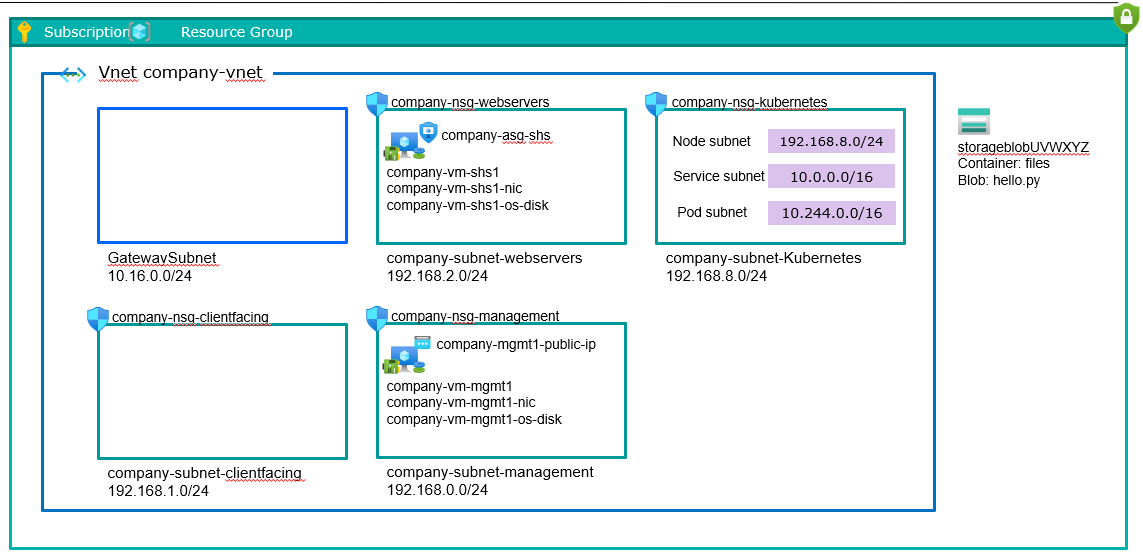 Subscription
Resource Group
Vnet company-vnet
company-nsg-webservers
company-nsg-kubernetes
company-asg-shs
company-vm-shs1
company-vm-shs1-nic
company-vm-shs1-os-disk
Node subnet 192.168.8.0/24
Service subnet 10.0.0.0/16
Pod subnet 10.244.0.0/16
storageblobUVWXYZ
Container: files
Blob: hello.py
GatewaySubnet
10.16.0.0/24
company-subnet-webservers
192.168.2.0/24
company-subnet-Kubernetes
192.168.8.0/24
company-nsg-clientfacing
company-nsg-management
company-mgmt1-public-ip
company-vm-mgmt1
company-vm-mgmt1-nic
company-vm-mgmt1-os-disk
company-subnet-clientfacing
192.168.1.0/24
company-subnet-management
192.168.0.0/24